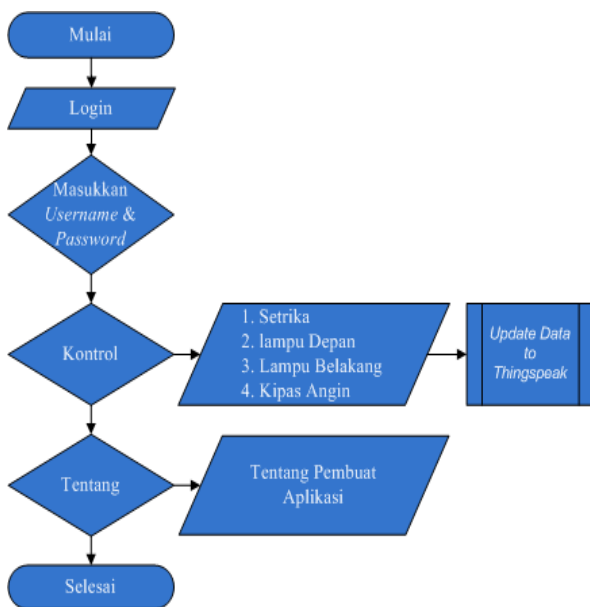 Mulai
Login
Masukkan
Username &
Password
Kontrol
1. Setrika
2. lampu Depan
3. Lampu Belakang
4. Kipas Angin
Update Data
to
Thingspeak
Tentang
Tentang Pembuat
Aplikasi
Selesai